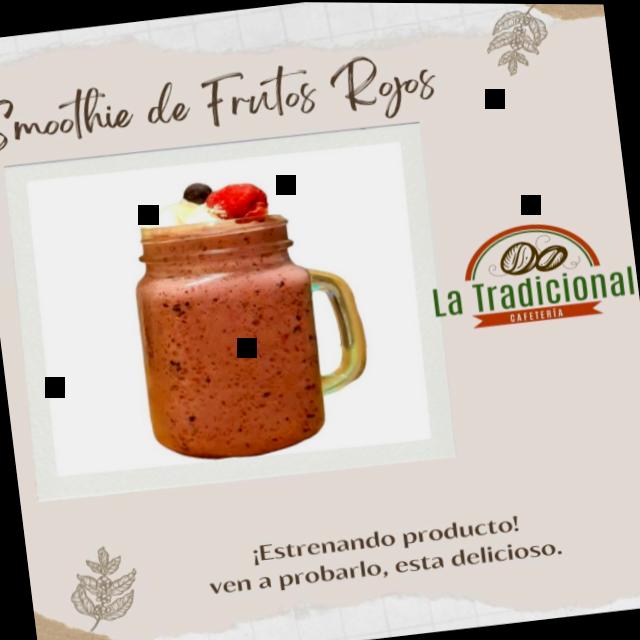 Smoothie de Frutos Rojos
La Tradicional
CAFETERÍA
¡Estrenando producto!
ven a probarlo, esta delicioso.